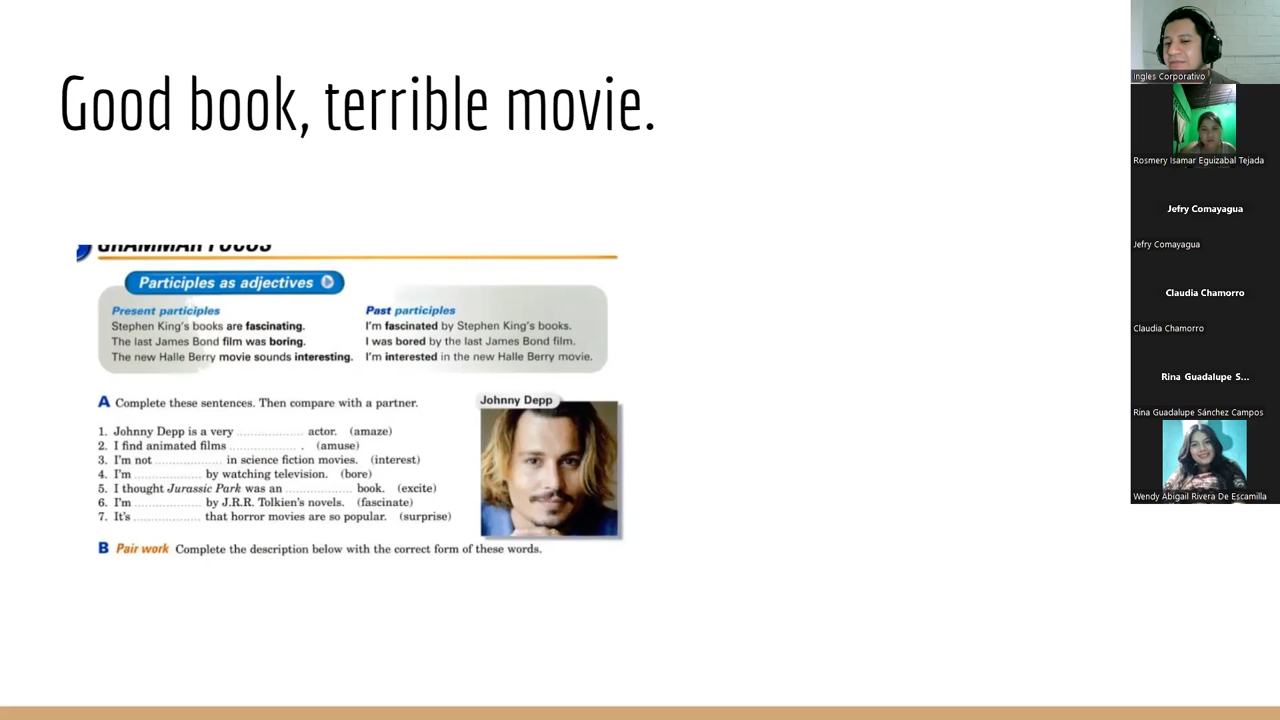 Good book, terrible movie.
GRAMMAR FOCUS
Participles as adjectives
Present participles
Stephen King's books are fascinating.
The last James Bond film was boring.
The new Halle Berry movie sounds interesting.
Past participles
I'm fascinated by Stephen King's books.
I was bored by the last James Bond film.
I'm interested in the new Halle Berry movie.
A Complete these sentences. Then compare with a partner.
Johnny Depp
1. Johnny Depp is a very .................. actor. (amaze)
2. I find animated films .................. . (amuse)
3. I'm not .................. in science fiction movies. (interest)
4. I'm .................. by watching television. (bore)
5. I thought Jurassic Park was an .................. book. (excite)
6. I'm .................. by J.R.R. Tolkien's novels. (fascinate)
7. It's .................. that horror movies are so popular. (surprise)
B Pair work Complete the description below with the correct form of these words.
Ingles Corporativo
Rosmery Isamar Eguizabal Tejada
Jefry Comayagua
Jefry Comayagua
Claudia Chamorro
Claudia Chamorro
Rina Guadalupe S...
Rina Guadalupe Sánchez Campos
Wendy Abigail Rivera De Escamilla